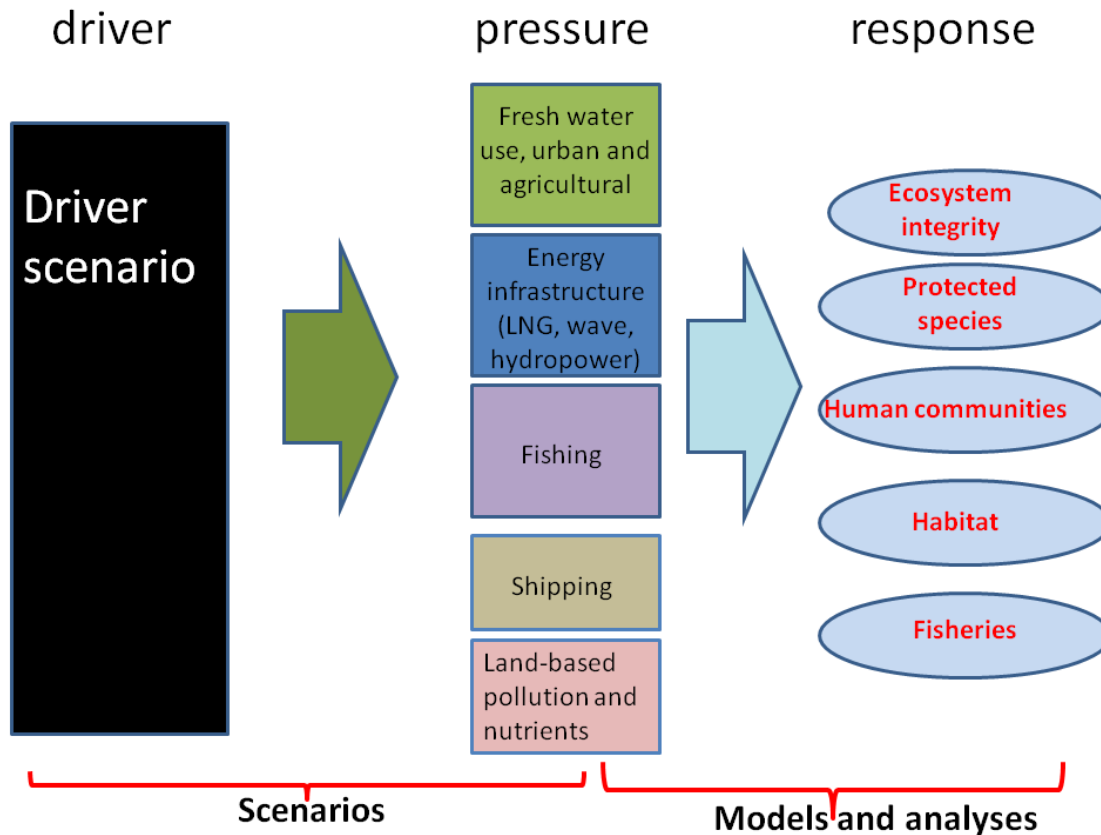 driver
pressure
response
Driver
scenario
Fresh water
use, urban and
agricultural
Energy
infrastructure
(LNG, wave,
hydropower)
Fishing
Shipping
Land-based
pollution and
nutrients
Ecosystem
integrity
Protected
species
Human communities
Habitat
Fisheries
Scenarios
Models and analyses